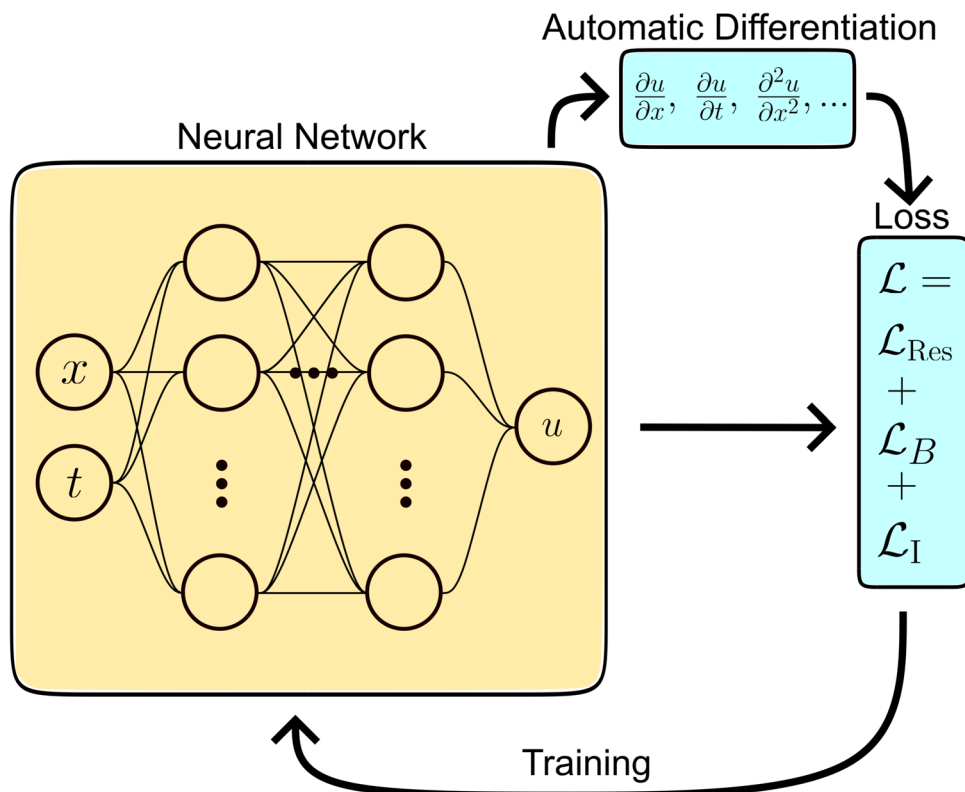 Automatic Differentiation
∂u/∂x, ∂u/∂t, ∂²u/∂x², ...
Neural Network
Loss
x
t
u
ℒ =
ℒ_Res
+
ℒ_B
+
ℒ_I
Training